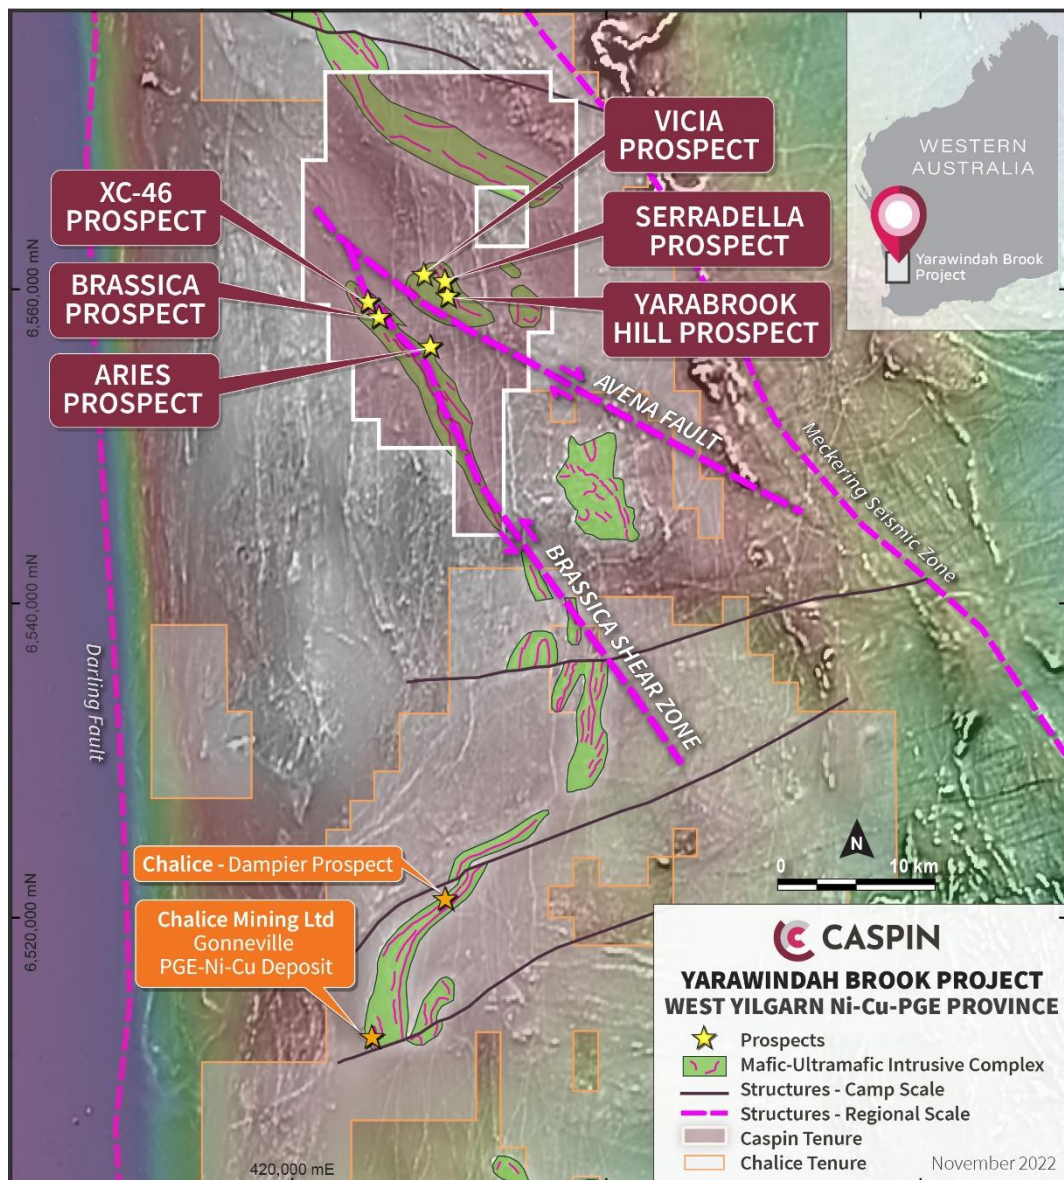 VICIA
PROSPECT
WESTERN
AUSTRALIA
XC-46
PROSPECT
SERRADELLA
PROSPECT
Yarawindah Brook
Project
BRASSICA
PROSPECT
YARABROOK
HILL PROSPECT
6,560,000 mN
ARIES
PROSPECT
AVENA FAULT
Meckering Seismic Zone
BRASSICA SHEAR ZONE
6,540,000 mN
Darling Fault
Chalice - Dampier Prospect
N
0 10 km
Chalice Mining Ltd
Gonneville
PGE-Ni-Cu Deposit
6,520,000 mN
CASPIN
YARAWINDAH BROOK PROJECT
WEST YILGARN Ni-Cu-PGE PROVINCE
Prospects
Mafic-Ultramafic Intrusive Complex
Structures - Camp Scale
Structures - Regional Scale
Caspin Tenure
Chalice Tenure
November 2022
420,000 mE